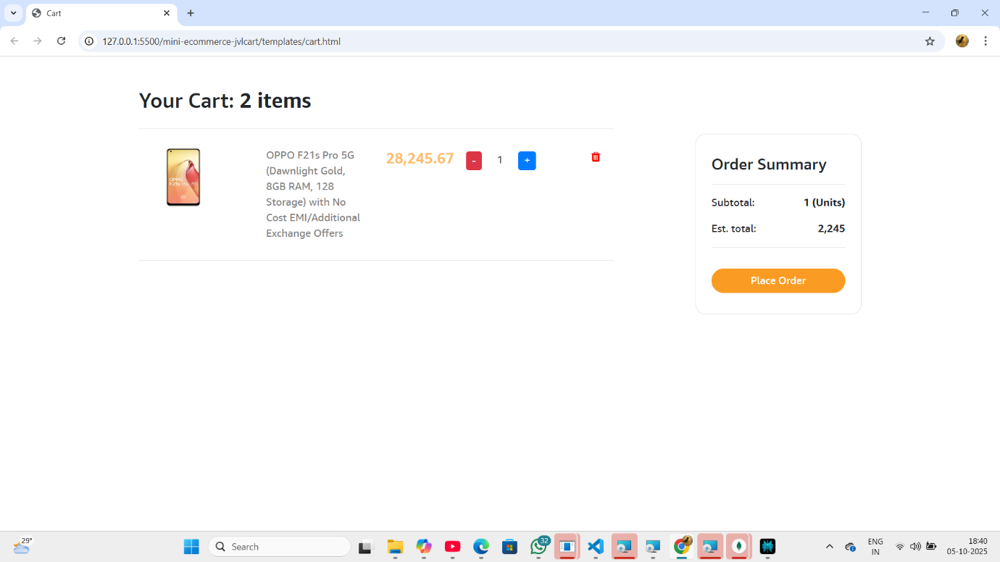 Cart
127.0.0.1:5500/mini-ecommerce-jvlcart/templates/cart.html
Your Cart: 2 items
OPPO F21s Pro 5G
(Dawnlight Gold,
8GB RAM, 128
Storage) with No
Cost EMI/Additional
Exchange Offers
28,245.67
-
1
+
OPPO
F21s Pro
Order Summary
Subtotal: 1 (Units)
Est. total: 2,245
Place Order
29°
Search
32
ENG
IN
18:40
05-10-2025